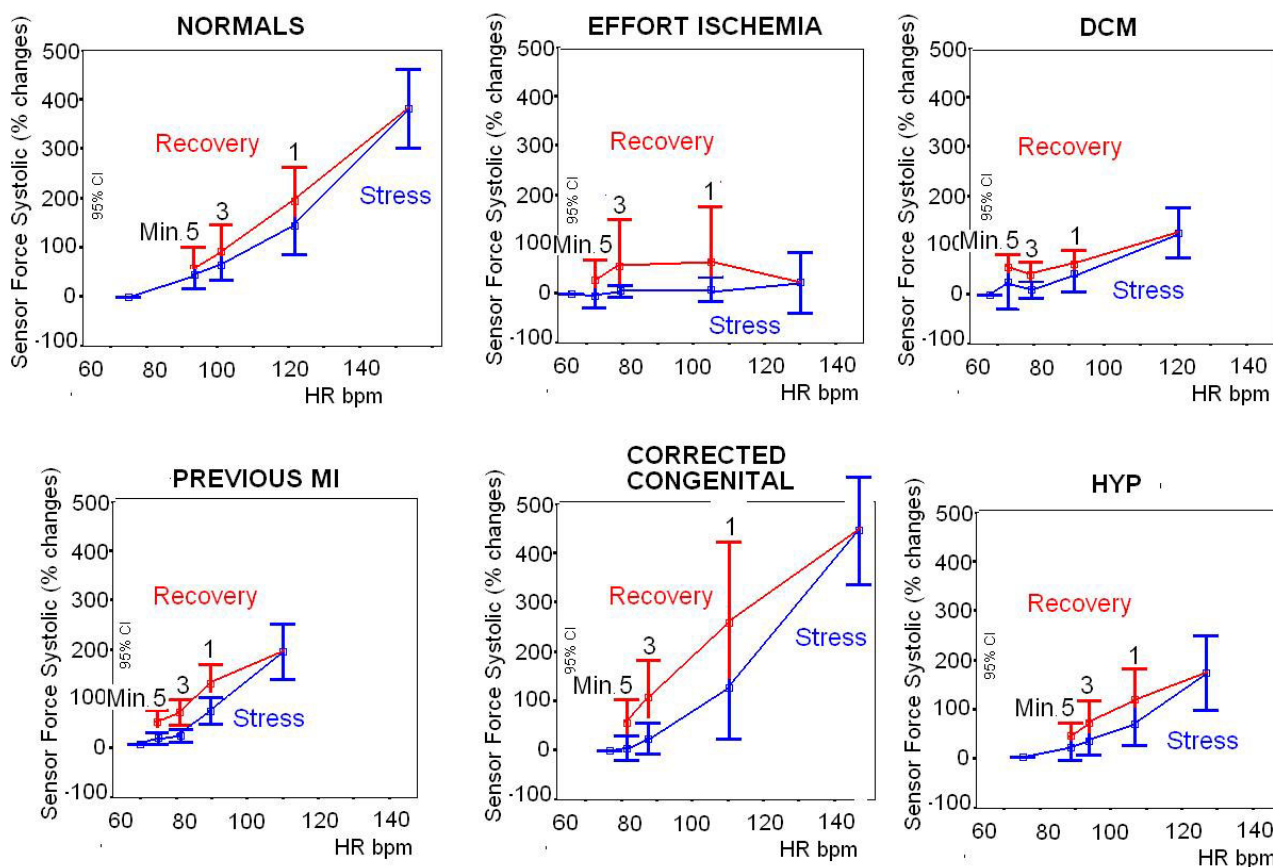 NORMALS
Sensor Force Systolic (% changes)
95% CI
500
400
300
200
100
0
-100
Recovery
Stress
Min.5
3
1
60 80 100 120 140
HR bpm
EFFORT ISCHEMIA
Sensor Force Systolic (% changes)
95% CI
500
400
300
200
100
0
-100
Recovery
Stress
Min.5
3
1
60 80 100 120 140
HR bpm
DCM
Sensor Force Systolic (% changes)
95% CI
500
400
300
200
100
0
-100
Recovery
Stress
Min.5
3
1
60 80 100 120 140
HR bpm
PREVIOUS MI
Sensor Force Systolic (% changes)
95% CI
500
400
300
200
100
0
-100
Recovery
Stress
Min.5
3
1
60 80 100 120 140
HR bpm
CORRECTED
CONGENITAL
Sensor Force Systolic (% changes)
95% CI
500
400
300
200
100
0
-100
Recovery
Stress
Min.5
3
1
60 80 100 120 140
HR bpm
HYP
Sensor Force Systolic (% changes)
95% CI
500
400
300
200
100
0
-100
Recovery
Stress
Min.5
3
1
60 80 100 120 140
HR bpm